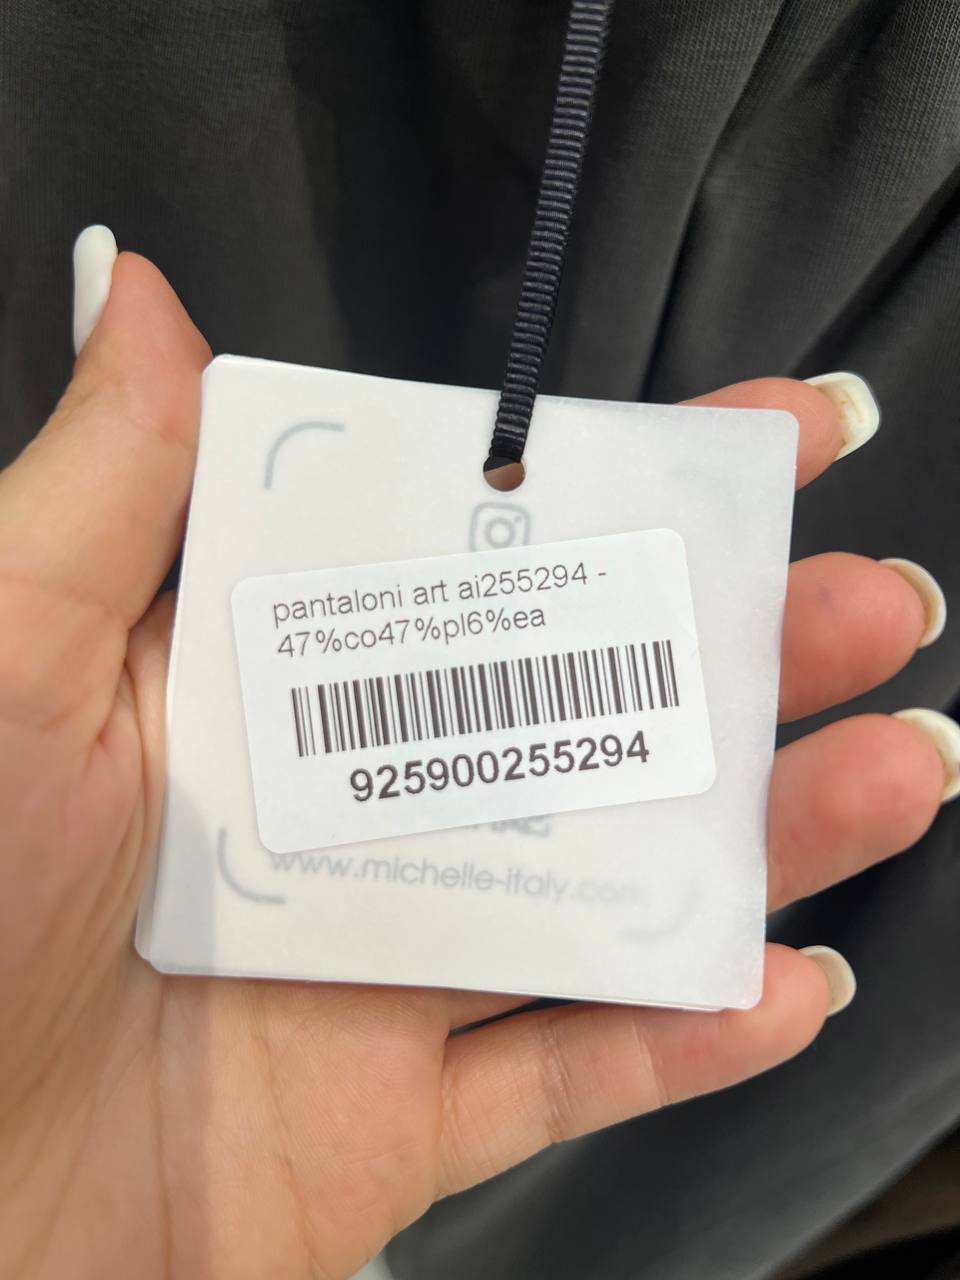 pantaloni art ai255294 -
47%co47%pl6%ea
925900255294
www.michelle-italy.com